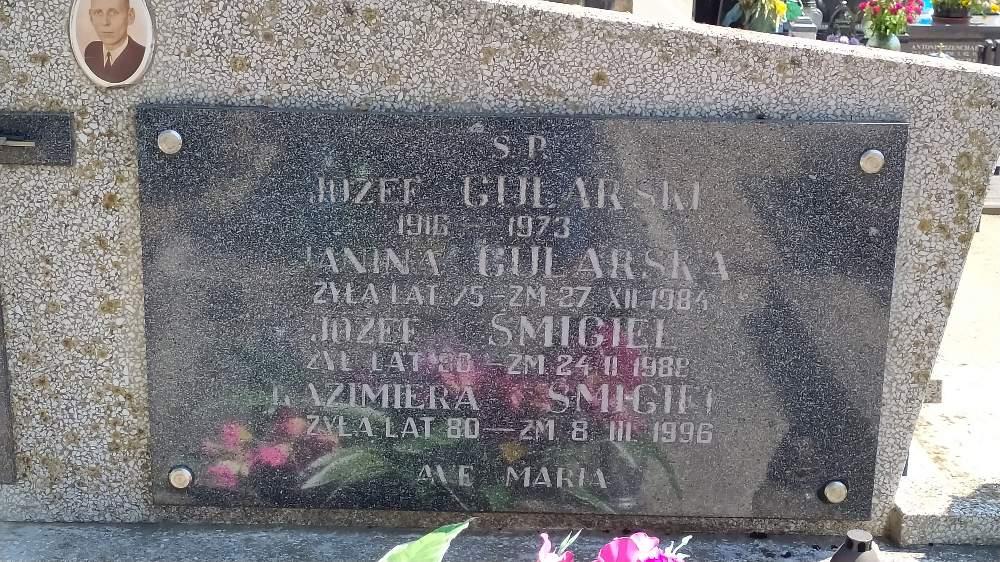 S.P.
JÓZEF GULARSKI
1916 — 1973
JANINA GULARSKA
ŻYŁA LAT 75 - ZM. 27 XII 1984
JÓZEF ŚMIGIEL
ŻYŁ LAT 80 - ZM. 24 II 1988
KAZIMIERA ŚMIGIEL
ŻYŁA LAT 80 — ZM. 8 III 1996
AVE MARIA